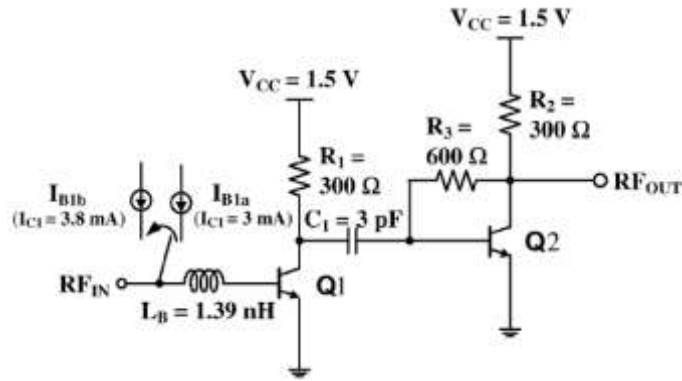 V_CC = 1.5 V
V_CC = 1.5 V
R_2 =
300 Ω
R_3 =
600 Ω
R_1 =
300 Ω
RF_OUT
I_B1b
(I_C1 = 3.8 mA)
I_B1a
(I_C1 = 3 mA)
C_1 = 3 pF
Q2
RF_IN
Q1
L_B = 1.39 nH